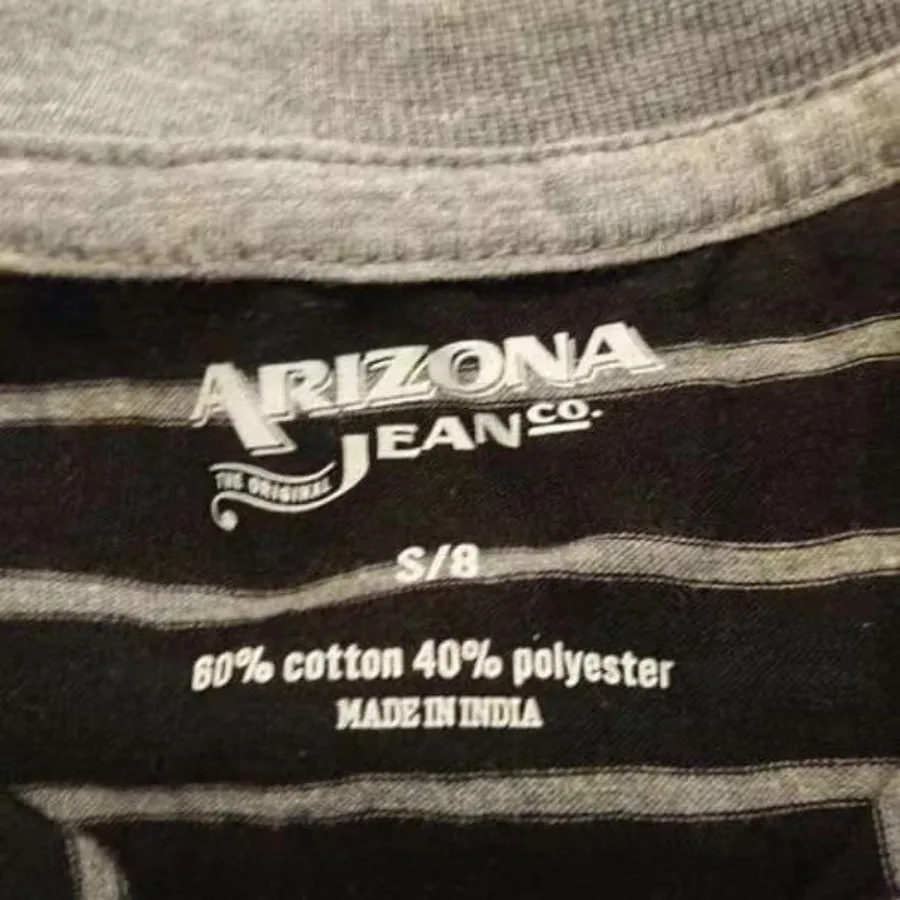 ARIZONA
JEAN CO.
THE ORIGINAL
S/8
60% cotton 40% polyester
MADE IN INDIA